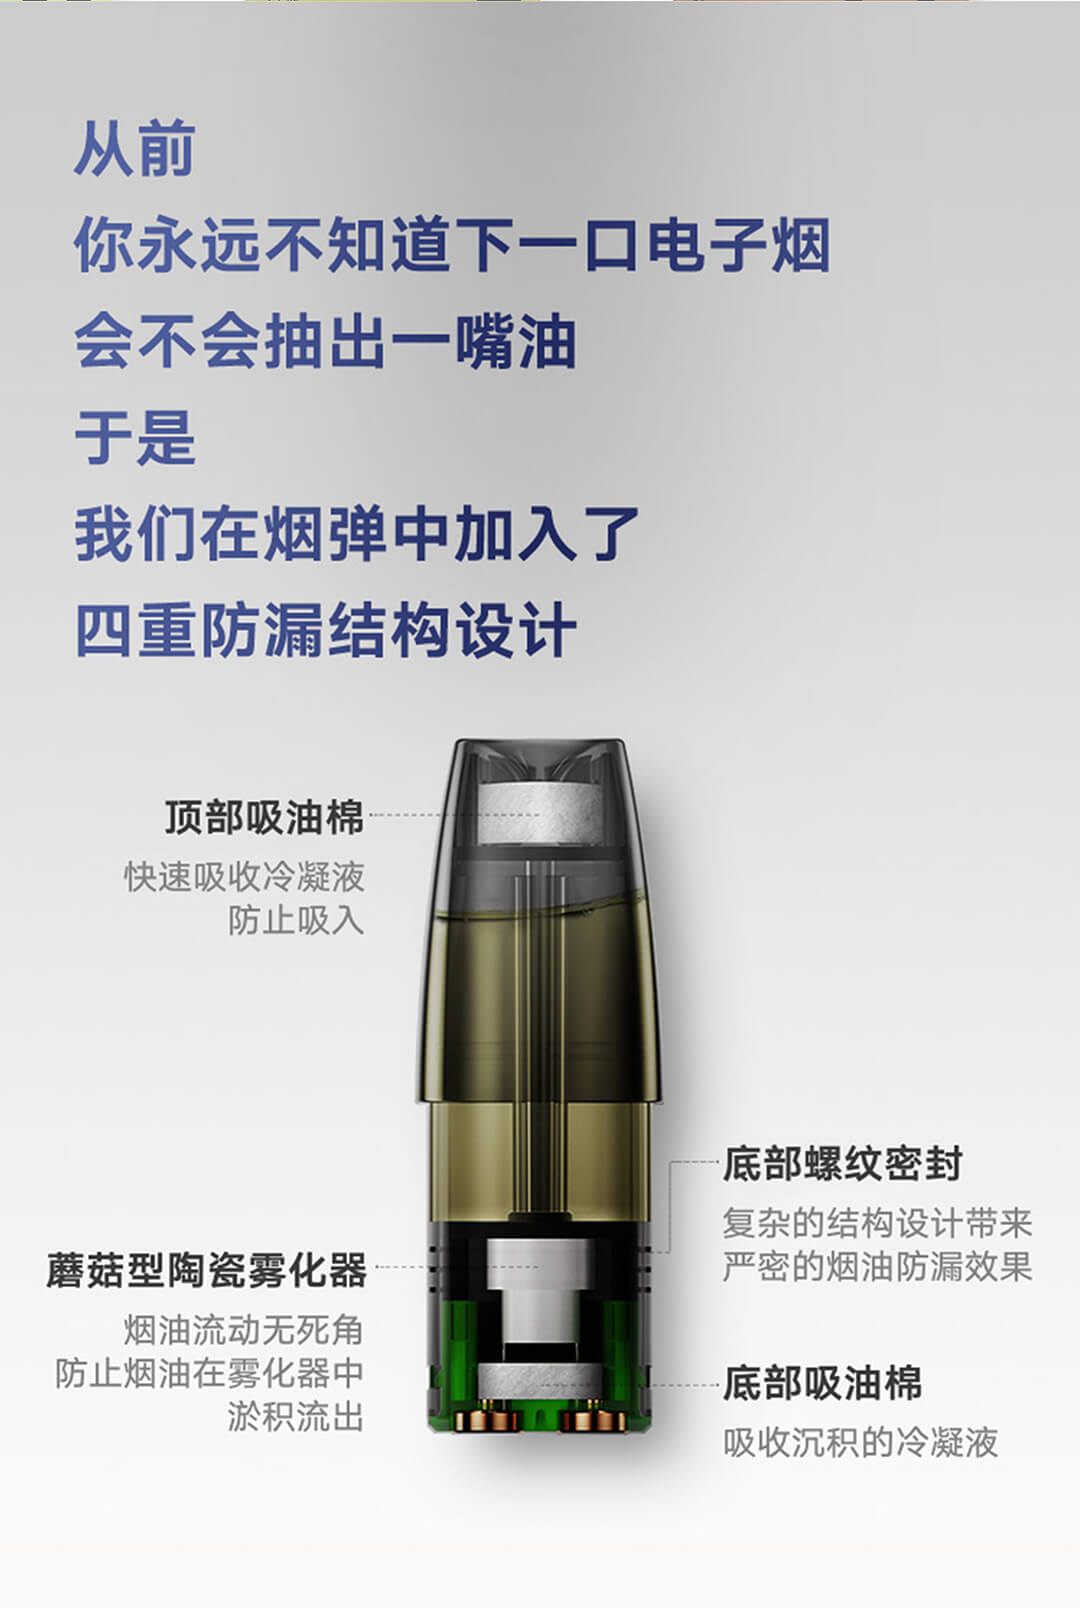 从前
你永远不知道下一口电子烟
会不会抽出一嘴油
于是
我们在烟弹中加入了
四重防漏结构设计
顶部吸油棉
快速吸收冷凝液
防止吸入
底部螺纹密封
复杂的结构设计带来
严密的烟油防漏效果
蘑菇型陶瓷雾化器
烟油流动无死角
防止烟油在雾化器中
淤积流出
底部吸油棉
吸收沉积的冷凝液